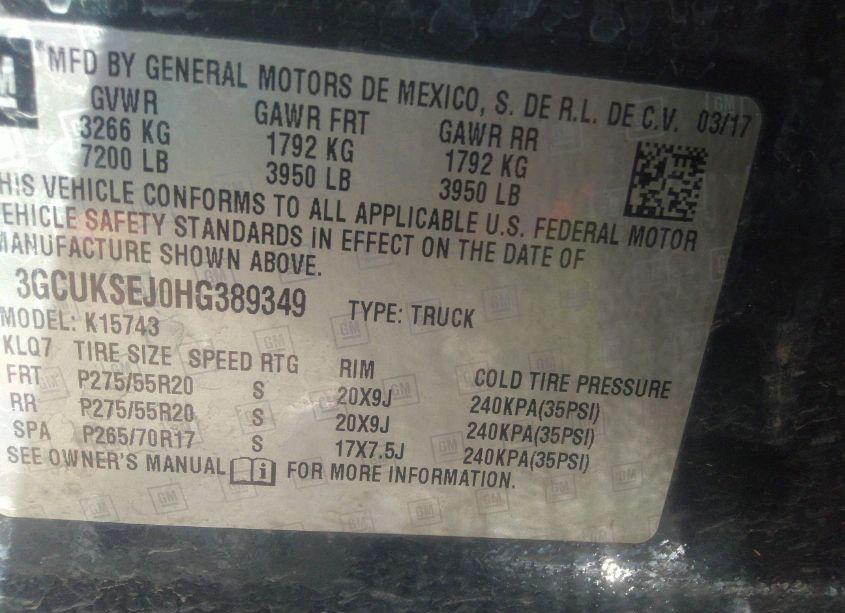 GM
MFD BY GENERAL MOTORS DE MEXICO, S. DE R.L. DE C.V. 03/17
GVWR GAWR FRT GAWR RR
3266 KG 1792 KG 1792 KG
7200 LB 3950 LB 3950 LB
HIS VEHICLE CONFORMS TO ALL APPLICABLE U.S. FEDERAL MOTOR
VEHICLE SAFETY STANDARDS IN EFFECT ON THE DATE OF
MANUFACTURE SHOWN ABOVE.
3GCUKSEJ0HG389349 TYPE: TRUCK
MODEL: K15743
KLQ7 TIRE SIZE SPEED RTG RIM COLD TIRE PRESSURE
FRT P275/55R20 S 20X9J 240KPA(35PSI)
RR P275/55R20 S 20X9J 240KPA(35PSI)
SPA P265/70R17 S 17X7.5J 240KPA(35PSI)
SEE OWNER'S MANUAL i FOR MORE INFORMATION.